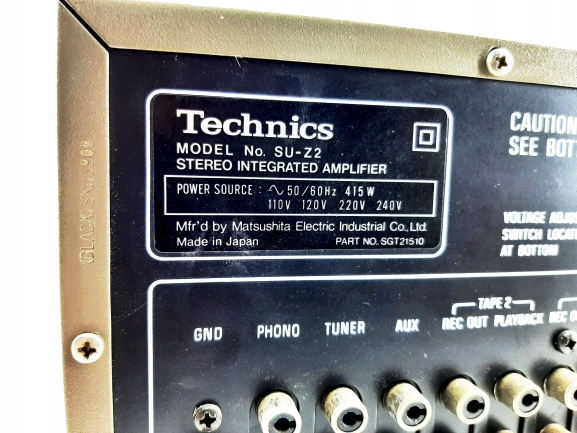 Technics
MODEL No. SU-Z2
STEREO INTEGRATED AMPLIFIER
POWER SOURCE : ∿ 50/60Hz 415W
110V 120V 220V 240V
Mfr'd by Matsushita Electric Industrial Co., Ltd.
Made in Japan PART NO. SGT21510
CAUTION
SEE BOTT
VOLTAGE ADJUS
SWITCH LOCATE
AT BOTTOM
TAPE 2
GND PHONO TUNER AUX REC OUT PLAYBACK REC O